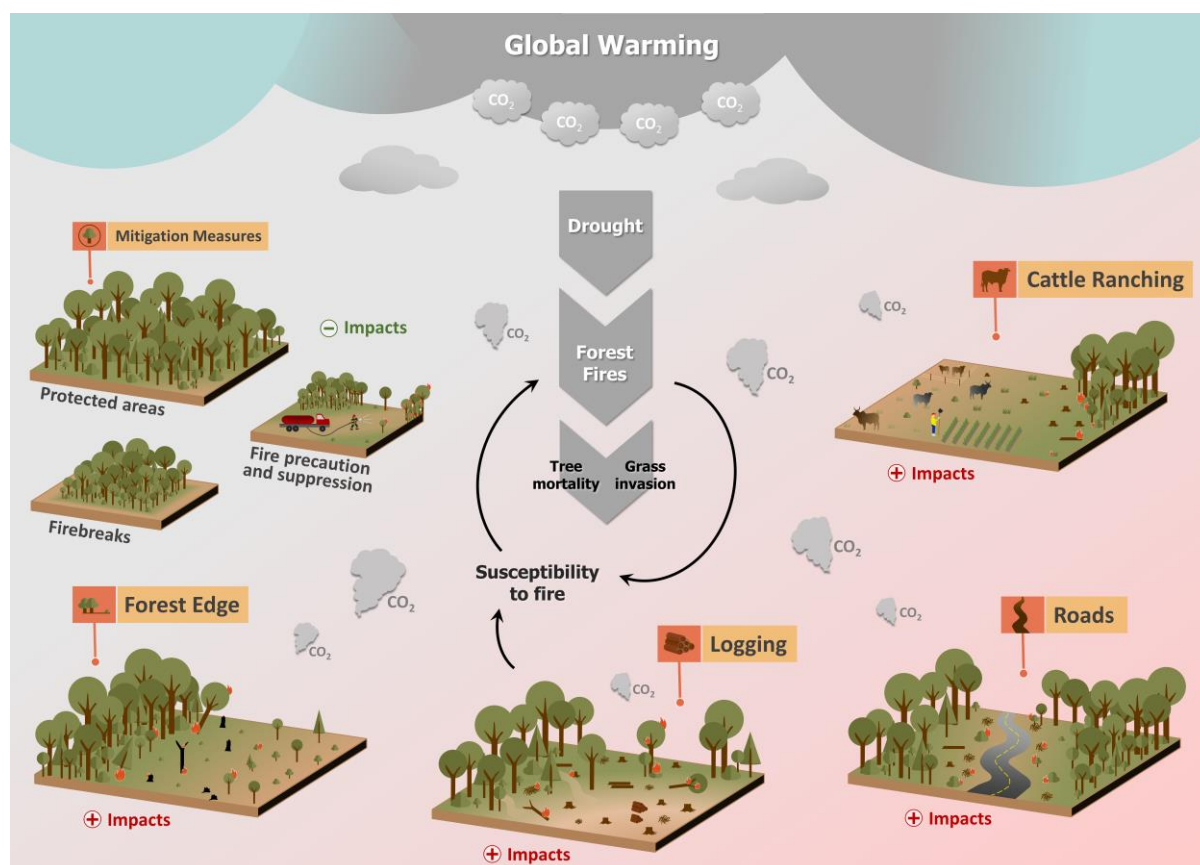 Global Warming
CO2
CO2
CO2
CO2
Drought
Mitigation Measures
Cattle Ranching
− Impacts
CO2
CO2
Forest
Fires
CO2
Protected areas
Fire precaution
and suppression
Tree
mortality
Grass
invasion
+ Impacts
Firebreaks
CO2
Susceptibility
to fire
Forest Edge
CO2
CO2
Roads
Logging
CO2
CO2
+ Impacts
+ Impacts
+ Impacts